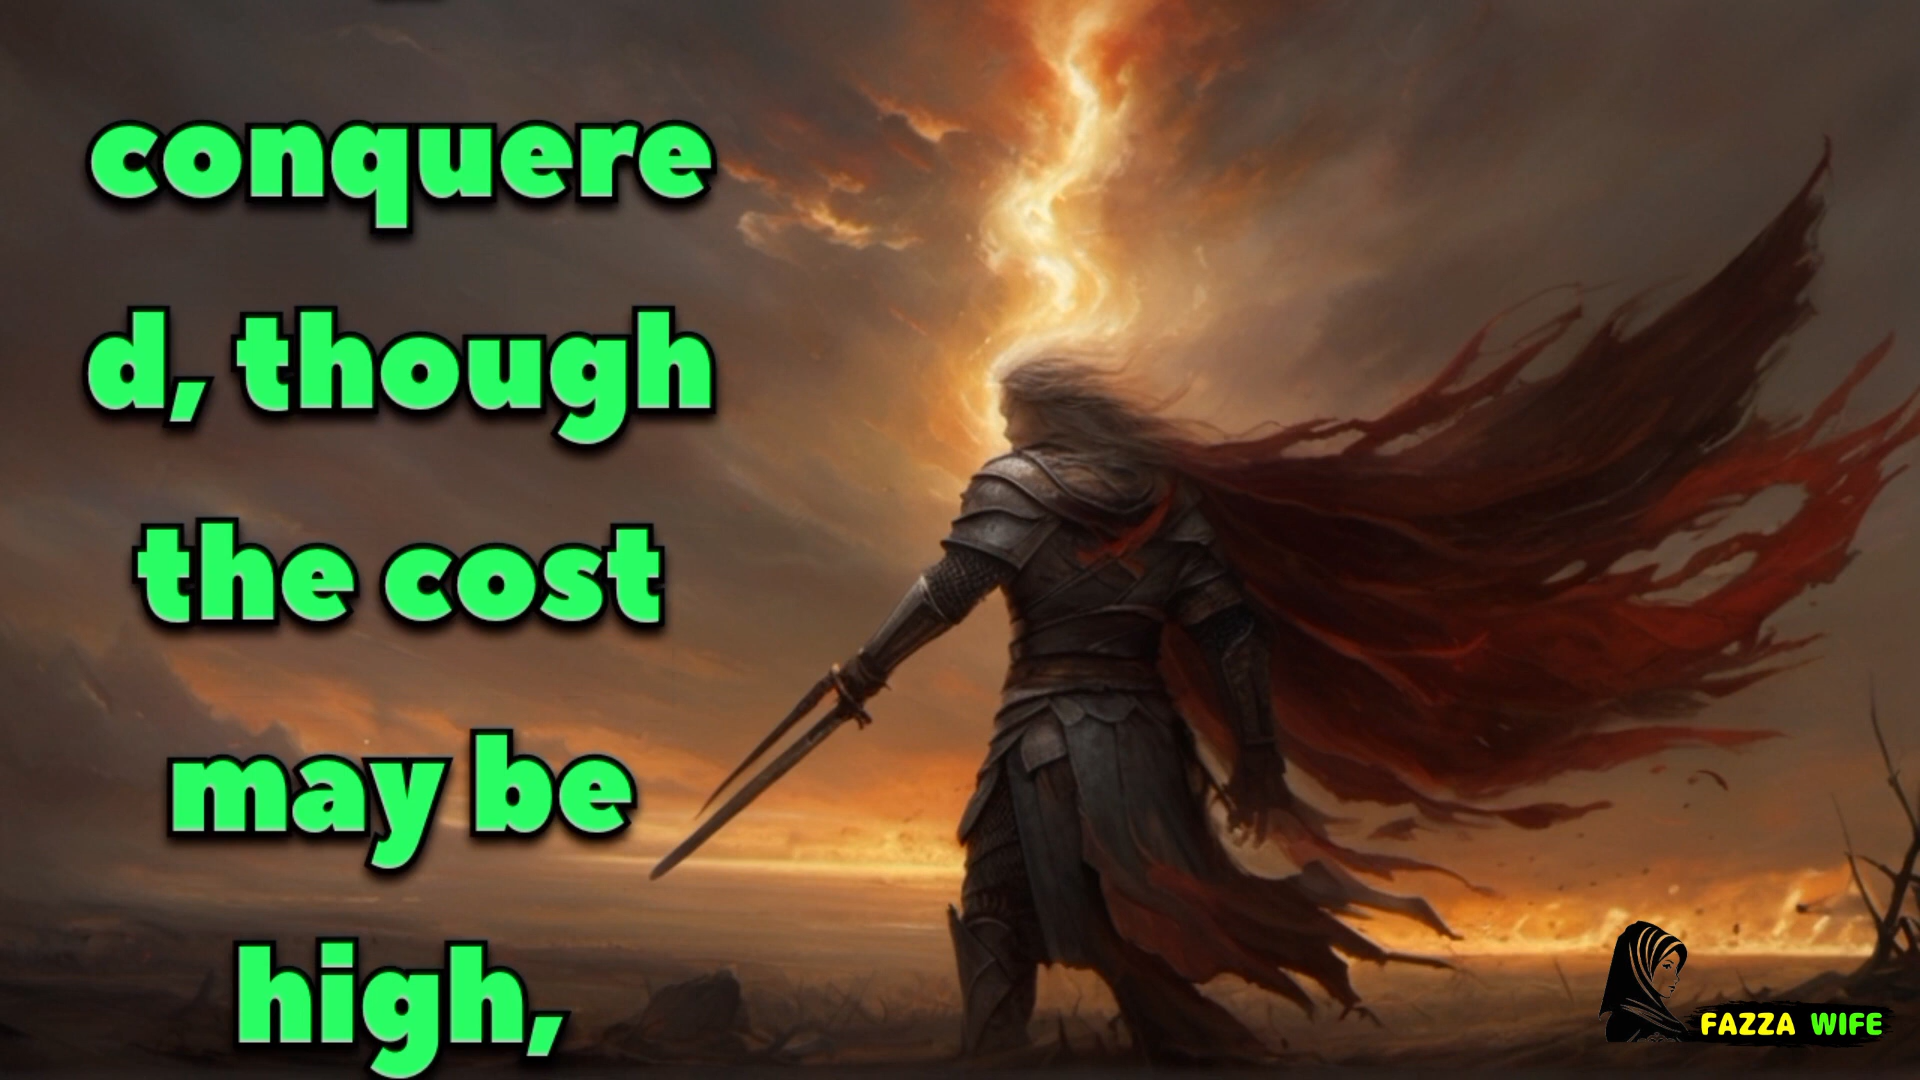 conquere
d, though
the cost
may be
high,
FAZZA WIFE